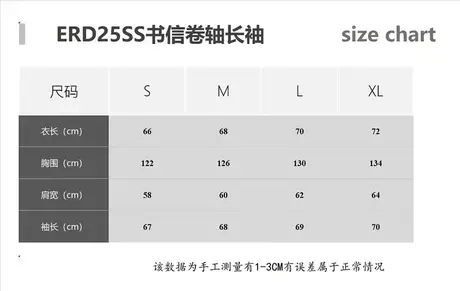 ERD25SS书信卷轴长袖
size chart
尺码 S M L XL
衣长（cm） 66 68 70 72
胸围（cm） 122 126 130 134
肩宽（cm） 58 60 62 64
袖长（cm） 67 68 69 70
该数据为手工测量有1-3CM有误差属于正常情况